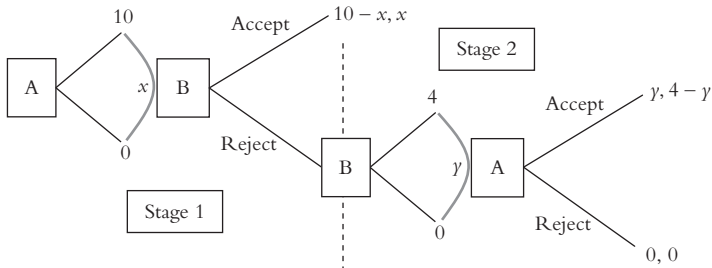 10
Accept
10 – x, x
Stage 2
A
x
B
4
Accept
γ, 4 – γ
0
Reject
B
γ
A
Stage 1
0
Reject
0, 0